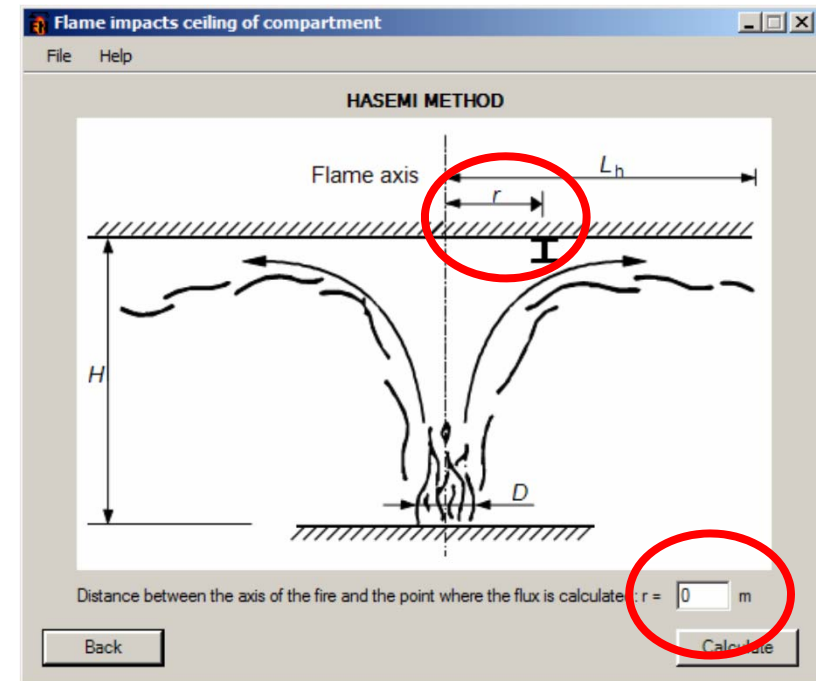 Flame impacts ceiling of compartment
File Help
HASEMI METHOD
Flame axis
L h
r
H
D
Distance between the axis of the fire and the point where the flux is calculated: r = 0 m
Back Calculate